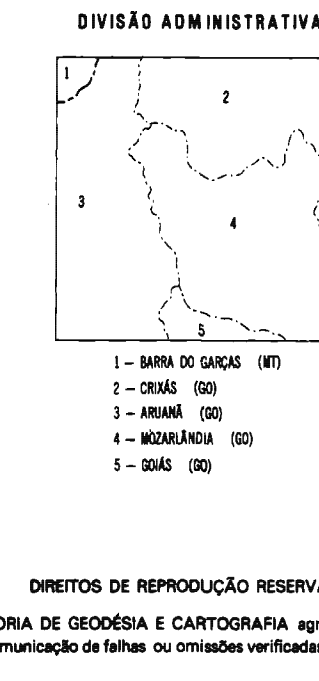 DIVISÃO ADMINISTRATIVA
1
2
3
4
5
1 – BARRA DO GARÇAS (MT)
2 – CRIXÁS (GO)
3 – ARUANÃ (GO)
4 – MOZARLÂNDIA (GO)
5 – GOIÁS (GO)
DIREITOS DE REPRODUÇÃO RESERVA
ORIA DE GEODÉSIA E CARTOGRAFIA agr
municação de falhas ou omissões verificadas